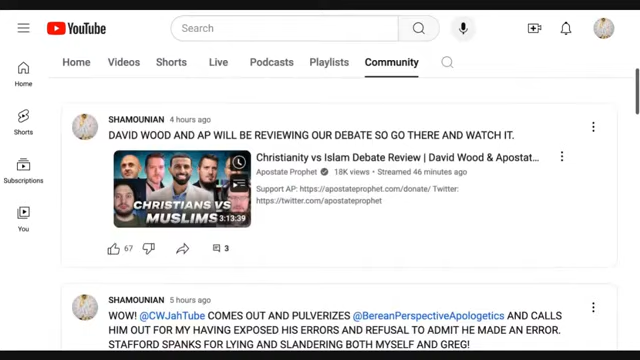 YouTube
Search
Home Videos Shorts Live Podcasts Playlists Community
Home
Shorts
Subscriptions
You
SHAMOUNIAN 4 hours ago
DAVID WOOD AND AP WILL BE REVIEWING OUR DEBATE SO GO THERE AND WATCH IT.
CHRISTIANS VS
MUSLIMS
3:13:39
Christianity vs Islam Debate Review | David Wood & Apostat...
Apostate Prophet 18K views • Streamed 46 minutes ago
Support AP: https://apostateprophet.com/donate/ Twitter:
https://twitter.com/apostateprophet
67 3
SHAMOUNIAN 5 hours ago
WOW! @CWJahTube COMES OUT AND PULVERIZES @BereanPerspectiveApologetics AND CALLS
HIM OUT FOR MY HAVING EXPOSED HIS ERRORS AND REFUSAL TO ADMIT HE MADE AN ERROR.
STAFFORD SPANKS FOR LYING AND SLANDERING BOTH MYSELF AND GREG!